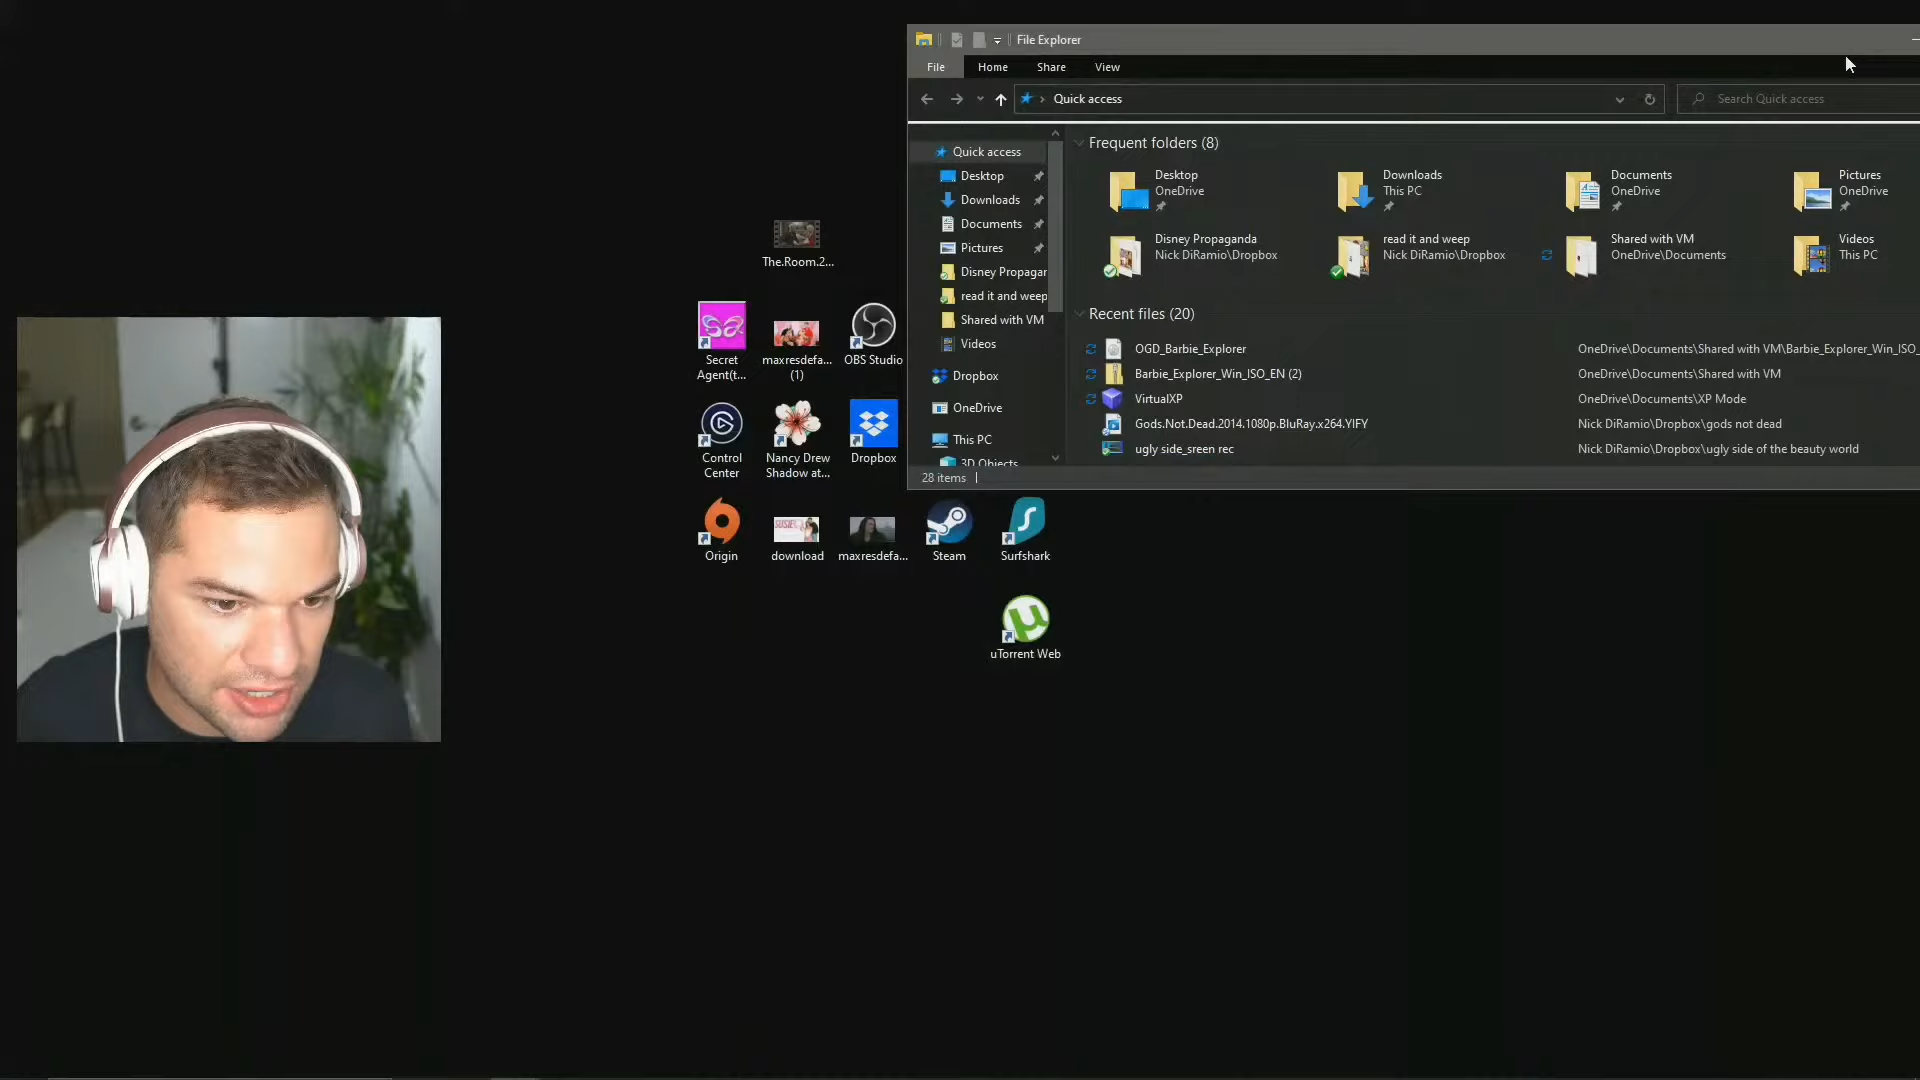 File Explorer
File
Home
Share
View
Quick access
Search Quick access
Quick access
Desktop
Downloads
Documents
Pictures
Disney Propagan
read it and weep
Shared with VM
Videos
Dropbox
OneDrive
This PC
3D Objects
Frequent folders (8)
Desktop
OneDrive
Downloads
This PC
Documents
OneDrive
Pictures
OneDrive
Disney Propaganda
Nick DiRamio\Dropbox
read it and weep
Nick DiRamio\Dropbox
Shared with VM
OneDrive\Documents
Videos
This PC
Recent files (20)
OGD_Barbie_Explorer
OneDrive\Documents\Shared with VM\Barbie_Explorer_Win_ISO_
Barbie_Explorer_Win_ISO_EN (2)
OneDrive\Documents\Shared with VM
VirtualXP
OneDrive\Documents\XP Mode
Gods.Not.Dead.2014.1080p.BluRay.x264.YIFY
Nick DiRamio\Dropbox\gods not dead
ugly side_sreen rec
Nick DiRamio\Dropbox\ugly side of the beauty world
28 items
The.Room.2...
sa
Secret
Agent(t...
maxresdefa...
(1)
OBS Studio
Control
Center
Nancy Drew
Shadow at...
Dropbox
Origin
SUSIE
download
maxresdefa...
Steam
Surfshark
uTorrent Web